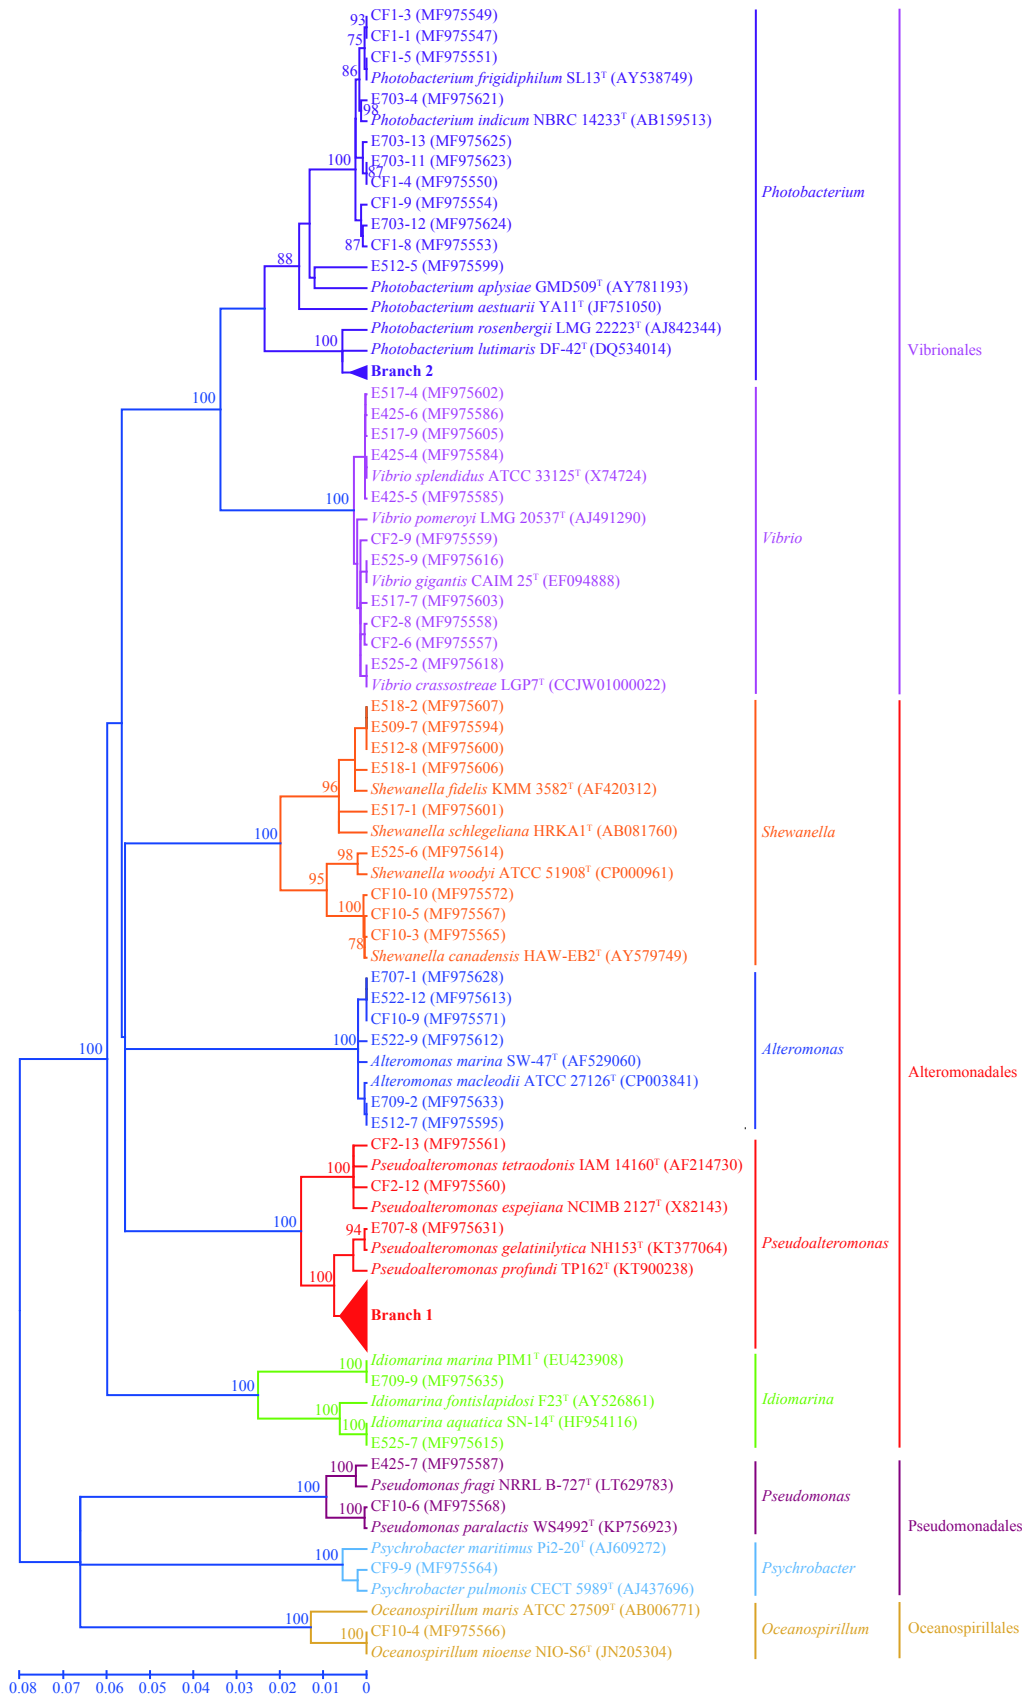 93
CF1-3 (MF975549)
CF1-1 (MF975547)
75
CF1-5 (MF975551)
86
Photobacterium frigidiphilum SL13ᵀ (AY538749)
E703-4 (MF975621)
98
Photobacterium indicum NBRC 14233ᵀ (AB159513)
E703-13 (MF975625)
100
E703-11 (MF975623)
87
CF1-4 (MF975550)
Photobacterium
CF1-9 (MF975554)
E703-12 (MF975624)
87
CF1-8 (MF975553)
88
E512-5 (MF975599)
Photobacterium aplysiae GMD509ᵀ (AY781193)
Photobacterium aestuarii YA11ᵀ (JF751050)
Photobacterium rosenbergii LMG 22223ᵀ (AJ842344)
100
Photobacterium lutimaris DF-42ᵀ (DQ534014)
Vibrionales
Branch 2
E517-4 (MF975602)
100
E425-6 (MF975586)
E517-9 (MF975605)
E425-4 (MF975584)
Vibrio splendidus ATCC 33125ᵀ (X74724)
100
E425-5 (MF975585)
Vibrio pomeroyi LMG 20537ᵀ (AJ491290)
CF2-9 (MF975559)
Vibrio
E525-9 (MF975616)
Vibrio gigantis CAIM 25ᵀ (EF094888)
E517-7 (MF975603)
CF2-8 (MF975558)
CF2-6 (MF975557)
E525-2 (MF975618)
Vibrio crassostreae LGP7ᵀ (CCJW01000022)
E518-2 (MF975607)
E509-7 (MF975594)
E512-8 (MF975600)
E518-1 (MF975606)
96
Shewanella fidelis KMM 3582ᵀ (AF420312)
E517-1 (MF975601)
100
Shewanella schlegeliana HRKA1ᵀ (AB081760)
Shewanella
98
E525-6 (MF975614)
Shewanella woodyi ATCC 51908ᵀ (CP000961)
95
CF10-10 (MF975572)
100
CF10-5 (MF975567)
CF10-3 (MF975565)
78
Shewanella canadensis HAW-EB2ᵀ (AY579749)
E707-1 (MF975628)
E522-12 (MF975613)
CF10-9 (MF975571)
100
E522-9 (MF975612)
100
Alteromonas
Alteromonas marina SW-47ᵀ (AF529060)
Alteromonadales
Alteromonas macleodii ATCC 27126ᵀ (CP003841)
E709-2 (MF975633)
E512-7 (MF975595)
CF2-13 (MF975561)
100
Pseudoalteromonas tetraodonis IAM 14160ᵀ (AF214730)
CF2-12 (MF975560)
Pseudoalteromonas espejiana NCIMB 2127ᵀ (X82143)
100
94
E707-8 (MF975631)
Pseudoalteromonas
Pseudoalteromonas gelatinilytica NH153ᵀ (KT377064)
Pseudoalteromonas profundi TP162ᵀ (KT900238)
100
Branch 1
Idiomarina marina PIM1ᵀ (EU423908)
100
E709-9 (MF975635)
100
Idiomarina fontislapidosi F23ᵀ (AY526861)
Idiomarina
100
Idiomarina aquatica SN-14ᵀ (HF954116)
100
E525-7 (MF975615)
E425-7 (MF975587)
100
Pseudomonas fragi NRRL B-727ᵀ (LT629783)
100
Pseudomonas
CF10-6 (MF975568)
100
Pseudomonas paralactis WS4992ᵀ (KP756923)
Pseudomonadales
Psychrobacter maritimus Pi2-20ᵀ (AJ609272)
100
CF9-9 (MF975564)
Psychrobacter
Psychrobacter pulmonis CECT 5989ᵀ (AJ437696)
Oceanospirillum maris ATCC 27509ᵀ (AB006771)
100
CF10-4 (MF975566)
100
Oceanospirillum
Oceanospirillales
Oceanospirillum nioense NIO-S6ᵀ (JN205304)
0.08 0.07 0.06 0.05 0.04 0.03 0.02 0.01 0